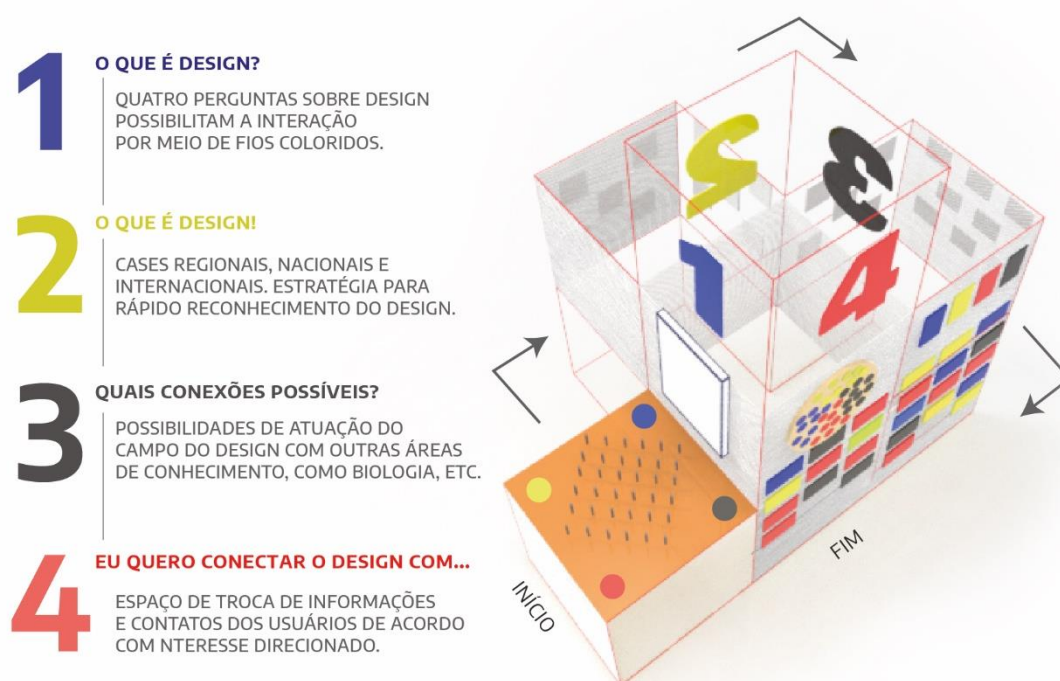 1
O QUE É DESIGN?
QUATRO PERGUNTAS SOBRE DESIGN
POSSIBILITAM A INTERAÇÃO
POR MEIO DE FIOS COLORIDOS.
2
O QUE É DESIGN!
CASES REGIONAIS, NACIONAIS E
INTERNACIONAIS. ESTRATÉGIA PARA
RÁPIDO RECONHECIMENTO DO DESIGN.
3
QUAIS CONEXÕES POSSÍVEIS?
POSSIBILIDADES DE ATUAÇÃO DO
CAMPO DO DESIGN COM OUTRAS ÁREAS
DE CONHECIMENTO, COMO BIOLOGIA, ETC.
4
EU QUERO CONECTAR O DESIGN COM...
ESPAÇO DE TROCA DE INFORMAÇÕES
E CONTATOS DOS USUÁRIOS DE ACORDO
COM NTERESSE DIRECIONADO.
2
3
1
4
INÍCIO
FIM